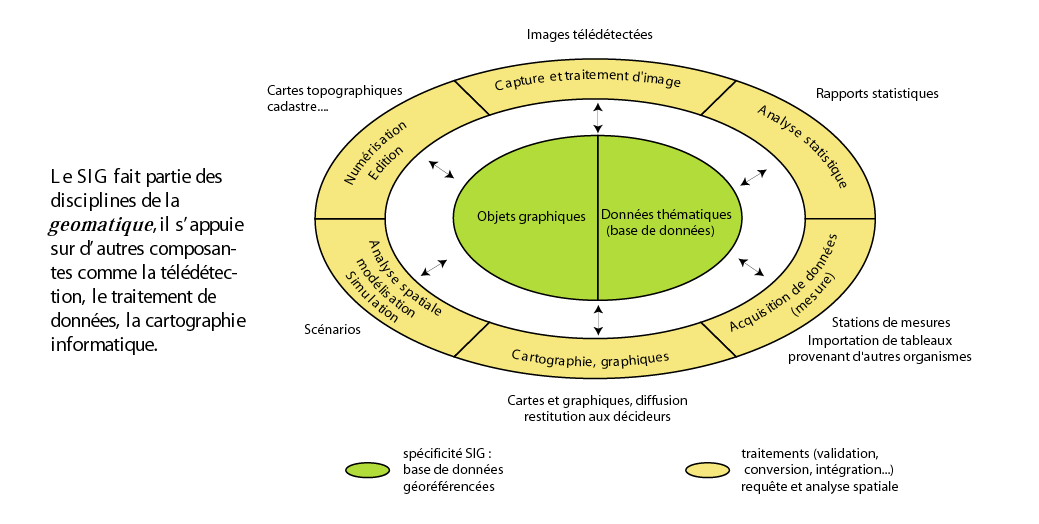 Images télédétectées
Capture et traitement d'image
Cartes topographiques
cadastre....
Rapports statistiques
Numérisation
Edition
Analyse statistique
Le SIG fait partie des
disciplines de la
geomatique, il s'appuie
sur d'autres composan-
tes comme la télédétec-
tion, le traitement de
données, la cartographie
informatique.
Objets graphiques
Données thématiques
(base de données)
Analyse spatiale
modélisation
Simulation
Acquisition de données
(mesure)
Scénarios
Cartographie, graphiques
Stations de mesures
Importation de tableaux
provenant d'autres organismes
Cartes et graphiques, diffusion
restitution aux décideurs
spécificité SIG :
base de données
géoréférencées
traitements (validation,
conversion, intégration...)
requête et analyse spatiale